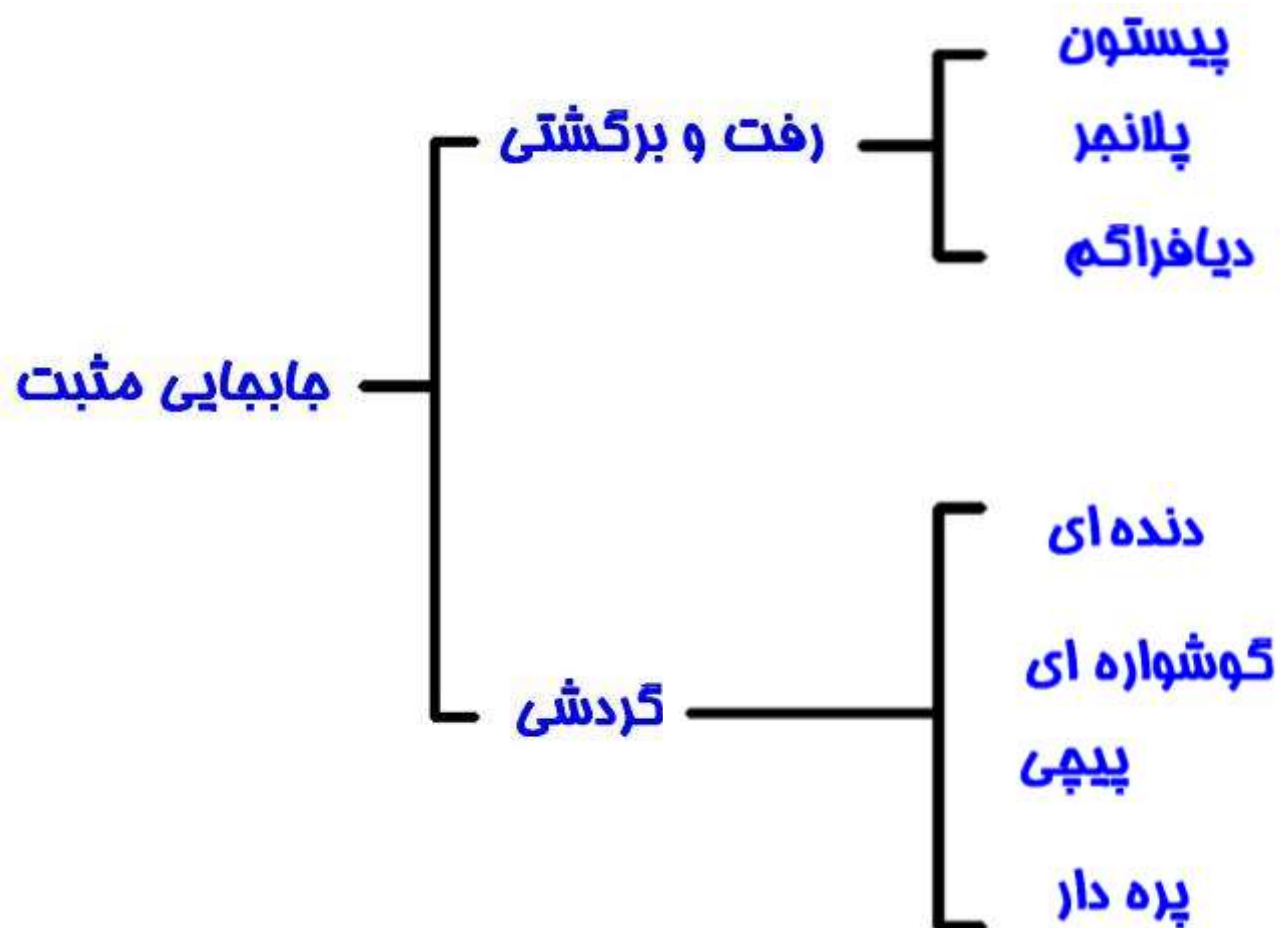 پیستون
رفت و برگشتی
پلانجر
دیافراگم
جابجایی مثبت
دنده ای
گوشواره ای
گردشی
پیچی
پره دار